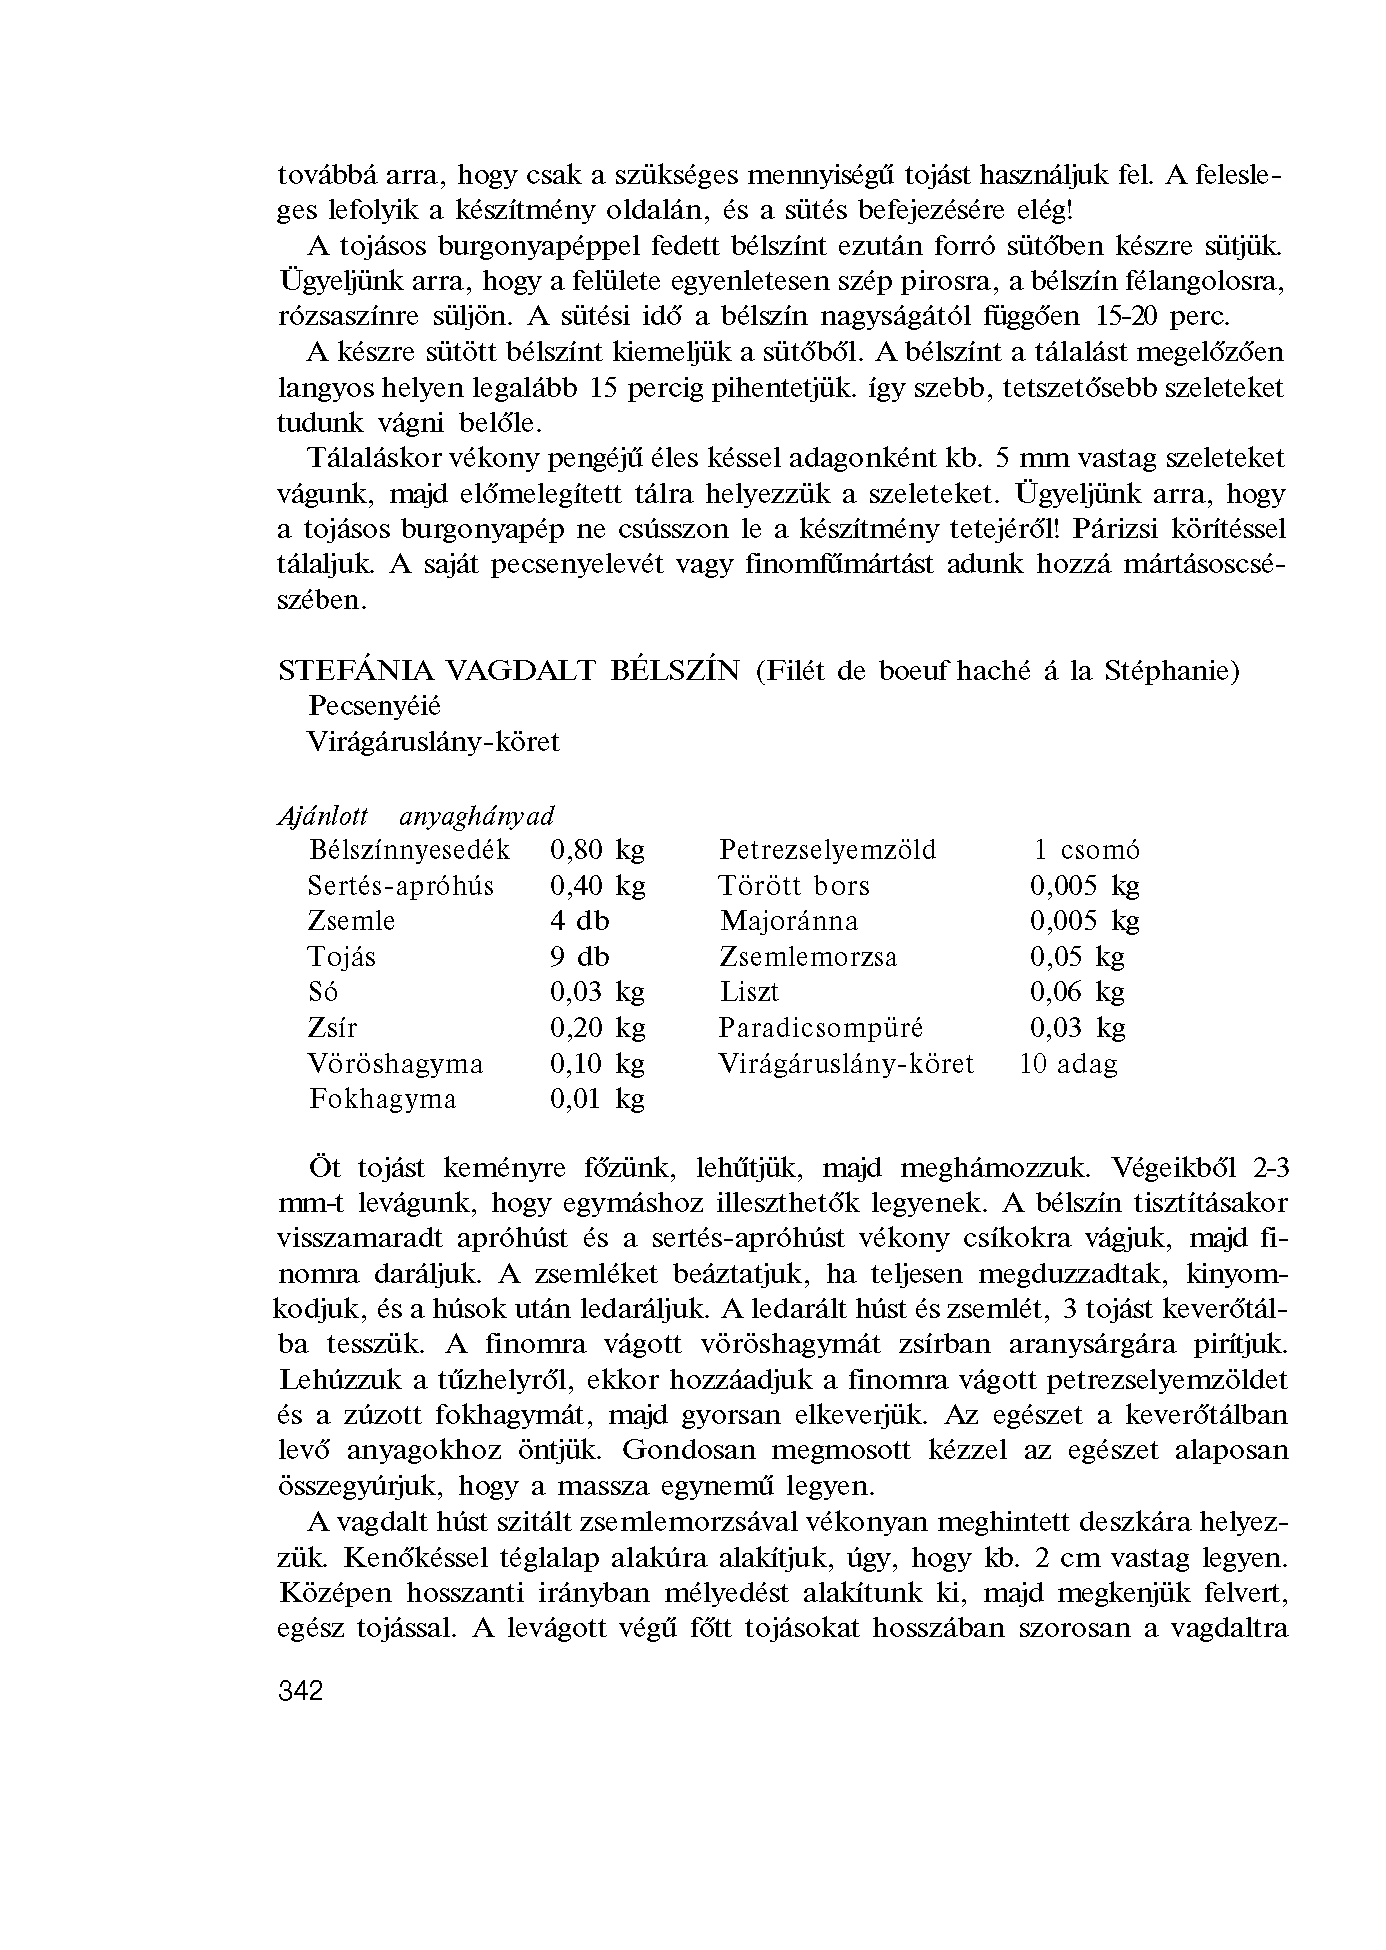 továbbá arra, hogy csak a szükséges mennyiségű tojást használjuk fel. A felesle-
ges lefolyik a készítmény oldalán, és a sütés befejezésére elég!
A tojásos burgonyapéppel fedett bélszínt ezután forró sütőben készre sütjük.
Ügyeljünk arra, hogy a felülete egyenletesen szép pirosra, a bélszín félangolosra,
rózsaszínre süljön. A sütési idő a bélszín nagyságától függően 15-20 perc.
A készre sütött bélszínt kiemeljük a sütőből. A bélszínt a tálalást megelőzően
langyos helyen legalább 15 percig pihentetjük. így szebb, tetszetősebb szeleteket
tudunk vágni belőle.
Tálaláskor vékony pengéjű éles késsel adagonként kb. 5 mm vastag szeleteket
vágunk, majd előmelegített tálra helyezzük a szeleteket. Ügyeljünk arra, hogy
a tojásos burgonyapép ne csússzon le a készítmény tetejéről! Párizsi körítéssel
tálaljuk. A saját pecsenyelevét vagy finomfűmártást adunk hozzá mártásoscsé-
szében.
STEFÁNIA VAGDALT BÉLSZÍN (Filét de boeuf haché á la Stéphanie)
Pecsenyéié
Virágáruslány-köret
Ajánlott anyaghányad
Bélszínnyesedék 0,80 kg Petrezselyemzöld 1 csomó
Sertés-apróhús 0,40 kg Törött bors 0,005 kg
Zsemle 4 db Majoránna 0,005 kg
Tojás 9 db Zsemlemorzsa 0,05 kg
Só 0,03 kg Liszt 0,06 kg
Zsír 0,20 kg Paradicsompüré 0,03 kg
Vöröshagyma 0,10 kg Virágáruslány-köret 10 adag
Fokhagyma 0,01 kg
Öt tojást keményre főzünk, lehűtjük, majd meghámozzuk. Végeikből 2-3
mm-t levágunk, hogy egymáshoz illeszthetők legyenek. A bélszín tisztításakor
visszamaradt apróhúst és a sertés-apróhúst vékony csíkokra vágjuk, majd fi-
nomra daráljuk. A zsemléket beáztatjuk, ha teljesen megduzzadtak, kinyom-
kodjuk, és a húsok után ledaráljuk. A ledarált húst és zsemlét, 3 tojást keverőtál-
ba tesszük. A finomra vágott vöröshagymát zsírban aranysárgára pirítjuk.
Lehúzzuk a tűzhelyről, ekkor hozzáadjuk a finomra vágott petrezselyemzöldet
és a zúzott fokhagymát, majd gyorsan elkeverjük. Az egészet a keverőtálban
levő anyagokhoz öntjük. Gondosan megmosott kézzel az egészet alaposan
összegyúrjuk, hogy a massza egynemű legyen.
A vagdalt húst szitált zsemlemorzsával vékonyan meghintett deszkára helyez-
zük. Kenőkéssel téglalap alakúra alakítjuk, úgy, hogy kb. 2 cm vastag legyen.
Középen hosszanti irányban mélyedést alakítunk ki, majd megkenjük felvert,
egész tojással. A levágott végű főtt tojásokat hosszában szorosan a vagdaltra
342